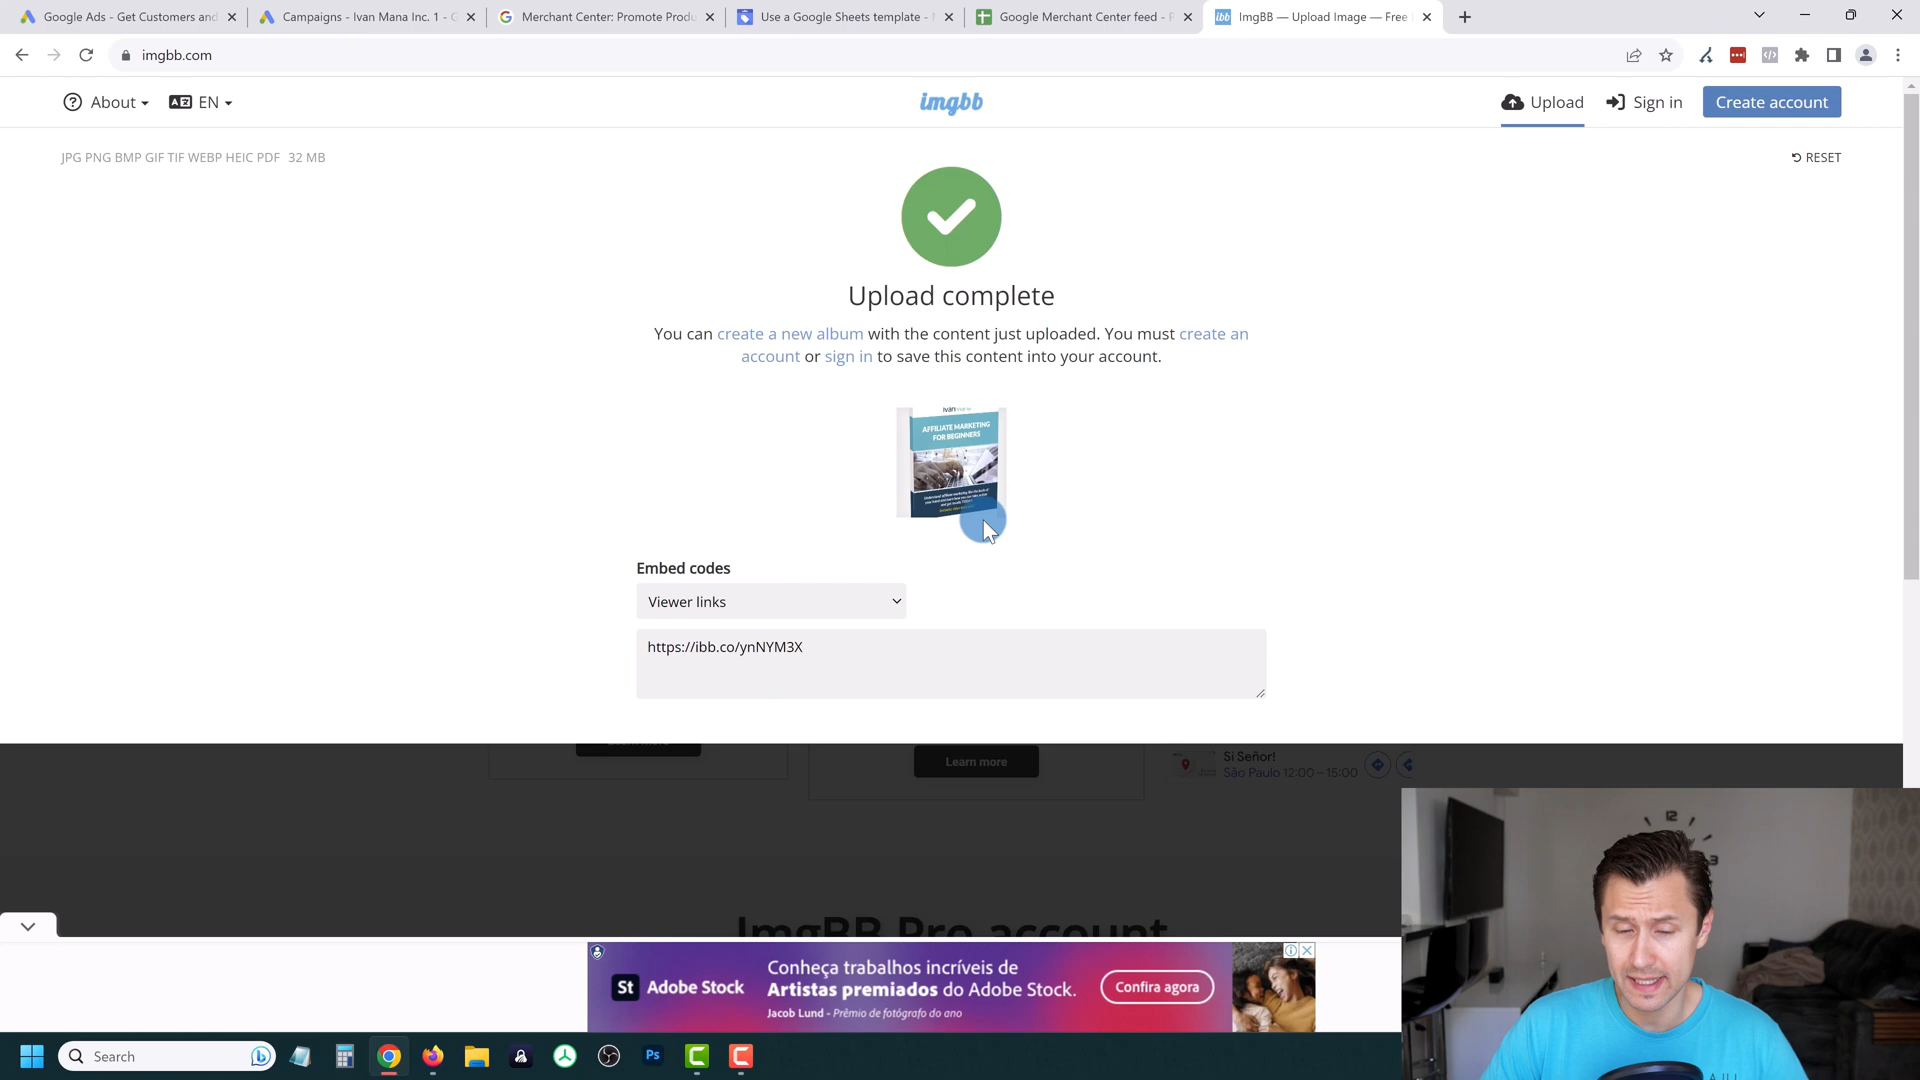 Google Ads - Get Customers and
Campaigns - Ivan Mana Inc. 1 - G
Merchant Center: Promote Produ
Use a Google Sheets template -
Google Merchant Center feed -
ImgBB — Upload Image — Free
imgbb.com
About
EN
imgbb
Upload
Sign in
Create account
JPG PNG BMP GIF TIF WEBP HEIC PDF 32 MB
RESET
Upload complete
You can create a new album with the content just uploaded. You must create an
account or sign in to save this content into your account.
AFFILIATE MARKETING
FOR BEGINNERS
Embed codes
Viewer links
https://ibb.co/ynNYM3X
Learn more
Si Señor!
São Paulo 12:00 – 15:00
ImgBB Pro account
St Adobe Stock
Conheça trabalhos incríveis de
Artistas premiados do Adobe Stock.
Jacob Lund - Prêmio de fotógrafo do ano
Confira agora
12
3
Search
Ps